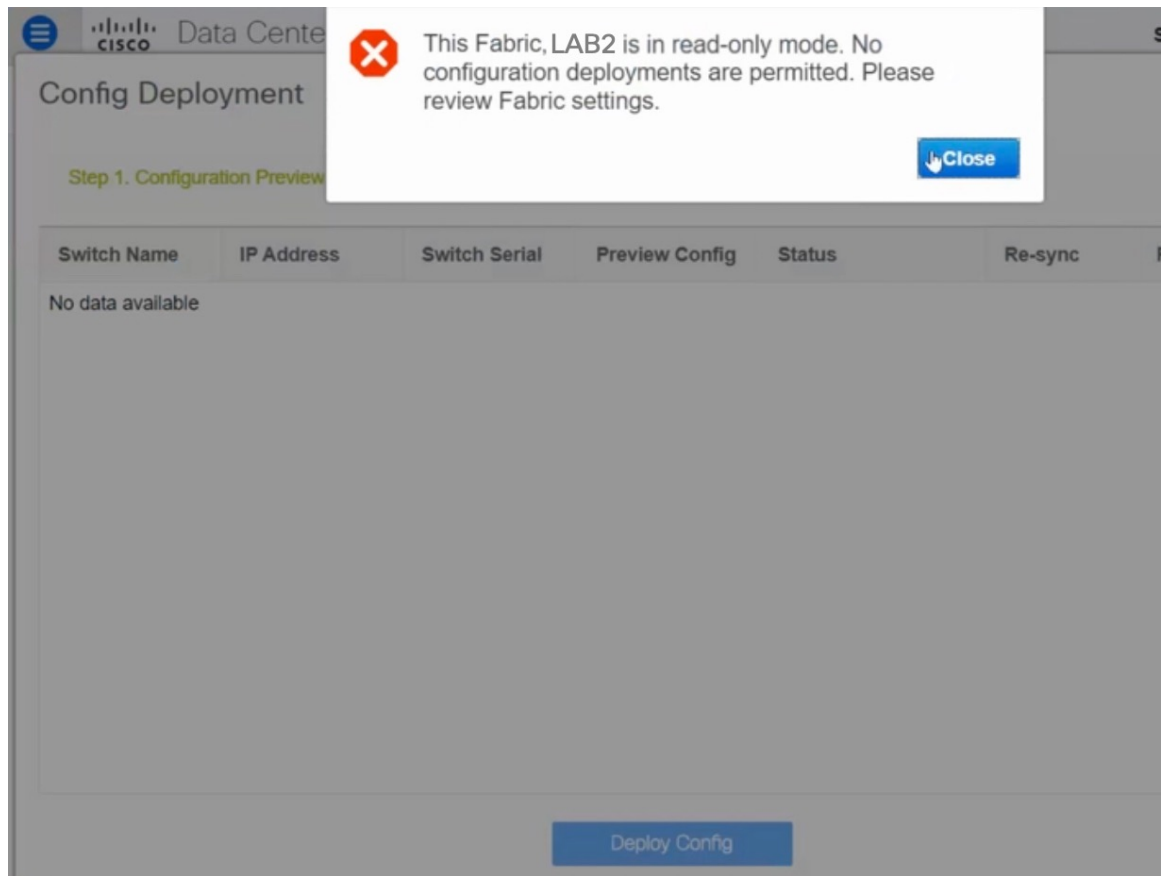 cisco Data Cente
This Fabric, LAB2 is in read-only mode. No
configuration deployments are permitted. Please
review Fabric settings.
Close
Config Deployment
Step 1. Configuration Preview
Switch Name IP Address Switch Serial Preview Config Status Re-sync
No data available
Deploy Config